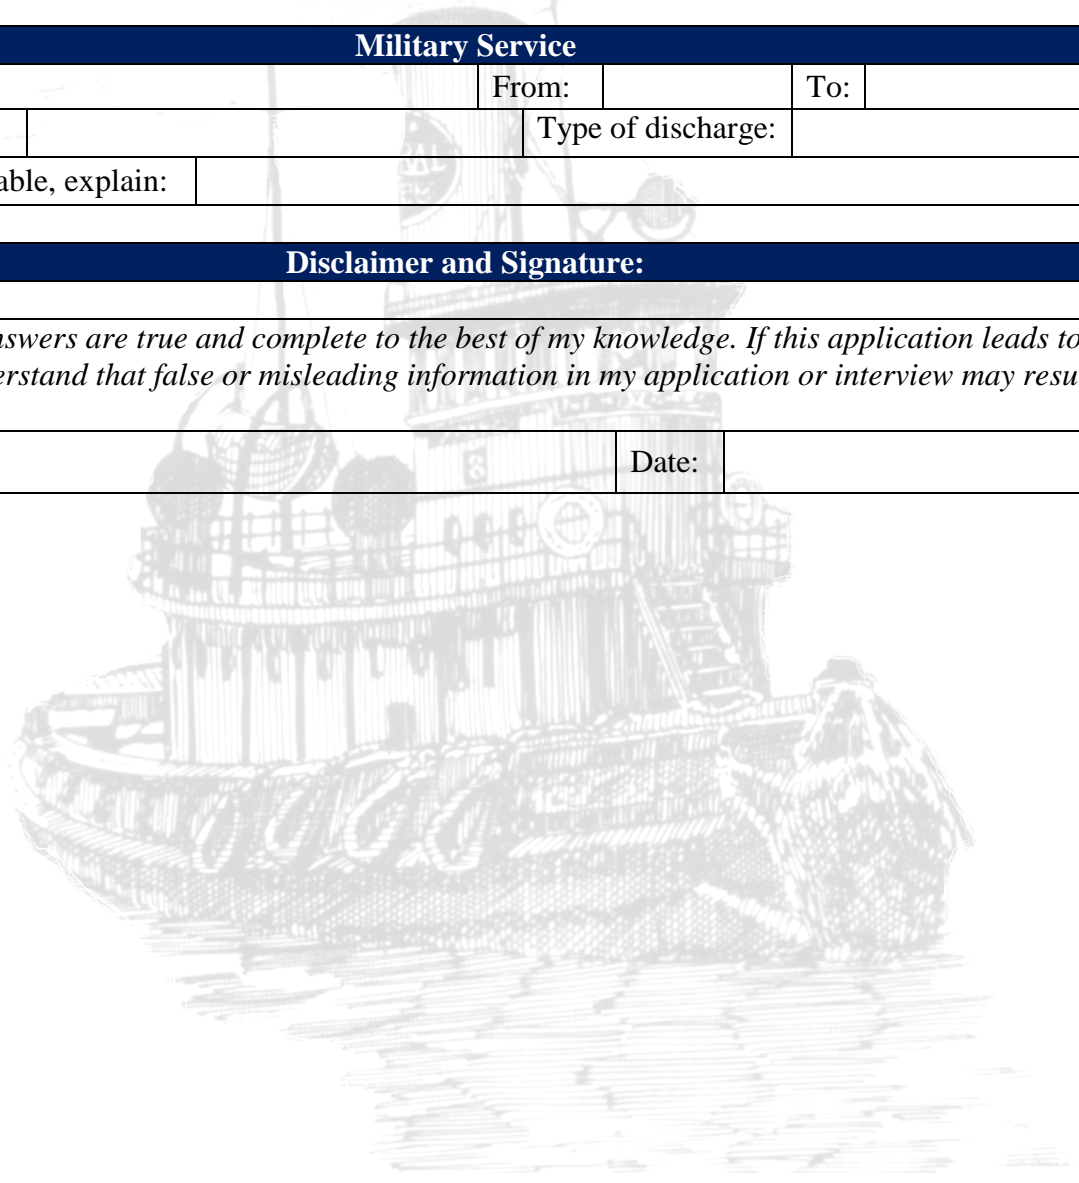 Military Service
From: To:
Type of discharge:
able, explain:
Disclaimer and Signature:
nswers are true and complete to the best of my knowledge. If this application leads to
erstand that false or misleading information in my application or interview may resu
Date: